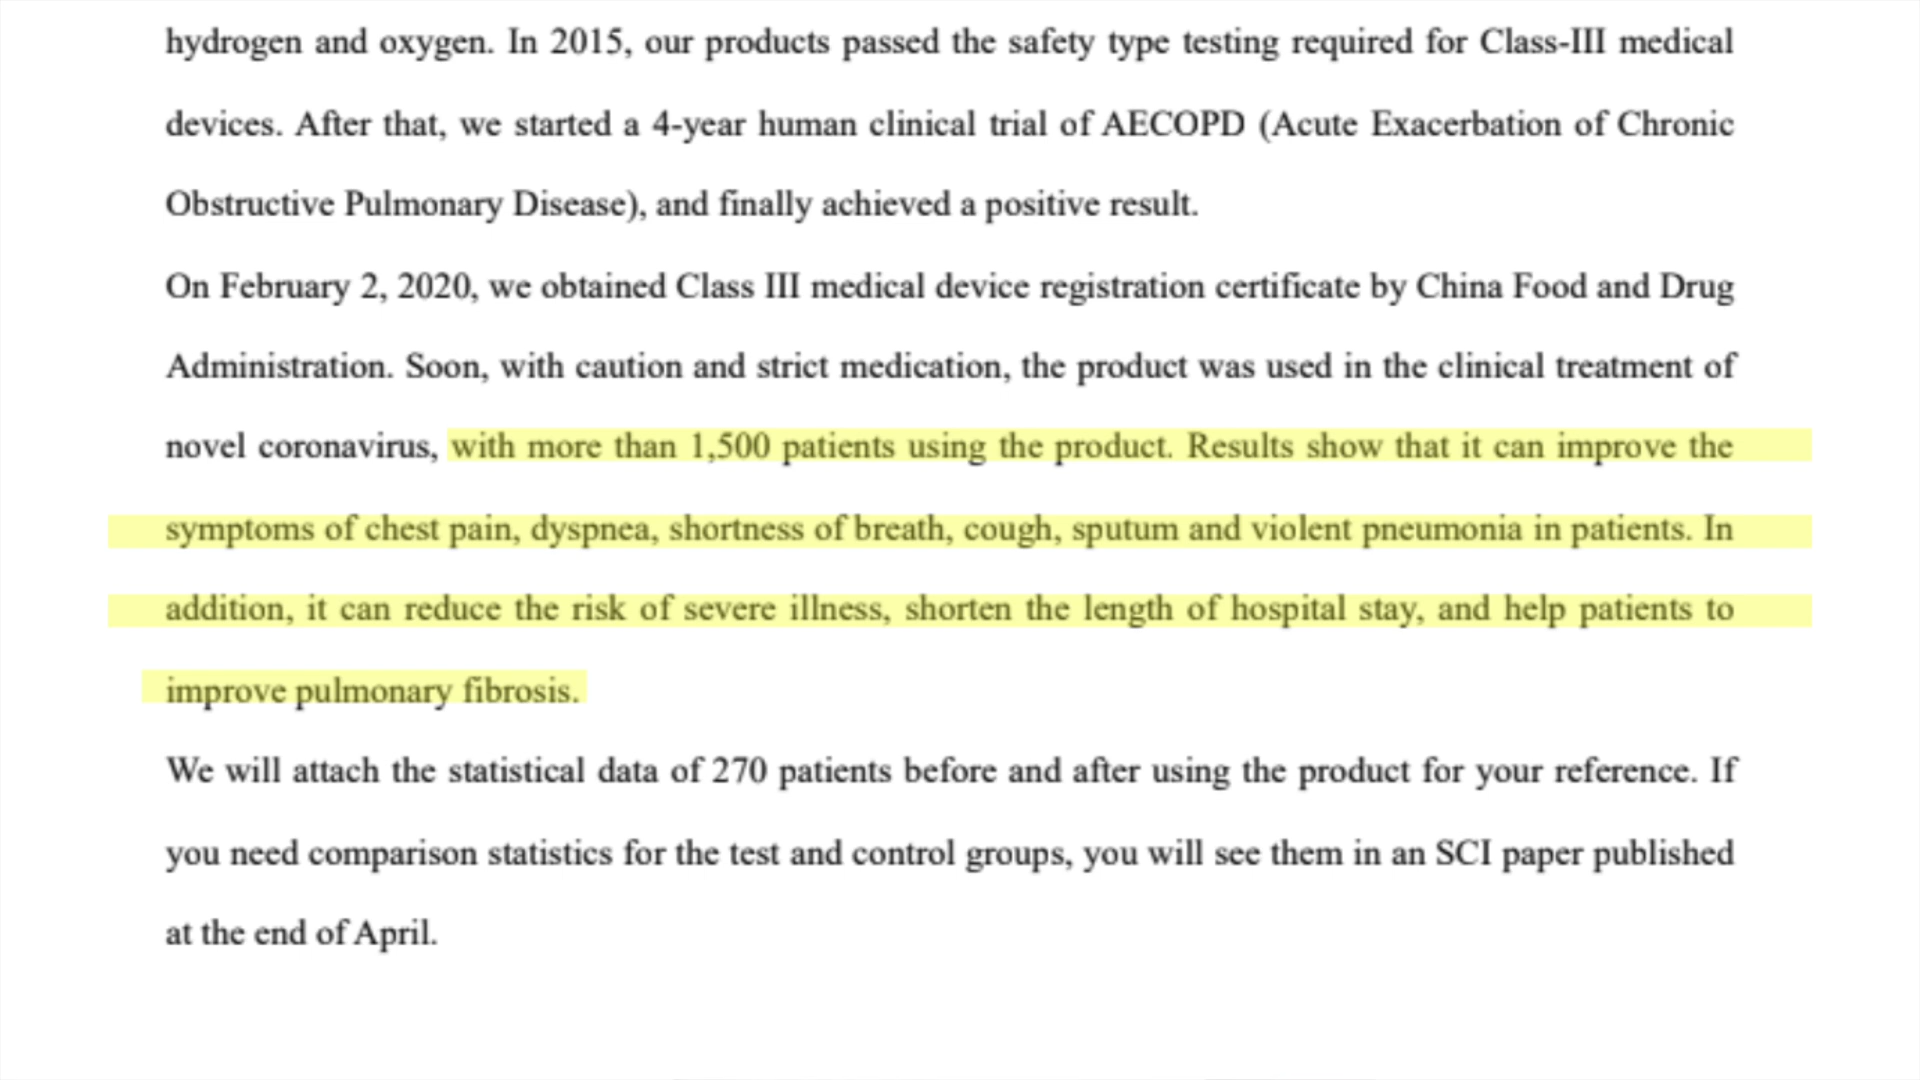 hydrogen and oxygen. In 2015, our products passed the safety type testing required for Class-III medical
devices. After that, we started a 4-year human clinical trial of AECOPD (Acute Exacerbation of Chronic
Obstructive Pulmonary Disease), and finally achieved a positive result.
On February 2, 2020, we obtained Class III medical device registration certificate by China Food and Drug
Administration. Soon, with caution and strict medication, the product was used in the clinical treatment of
novel coronavirus, with more than 1,500 patients using the product. Results show that it can improve the
symptoms of chest pain, dyspnea, shortness of breath, cough, sputum and violent pneumonia in patients. In
addition, it can reduce the risk of severe illness, shorten the length of hospital stay, and help patients to
improve pulmonary fibrosis.
We will attach the statistical data of 270 patients before and after using the product for your reference. If
you need comparison statistics for the test and control groups, you will see them in an SCI paper published
at the end of April.